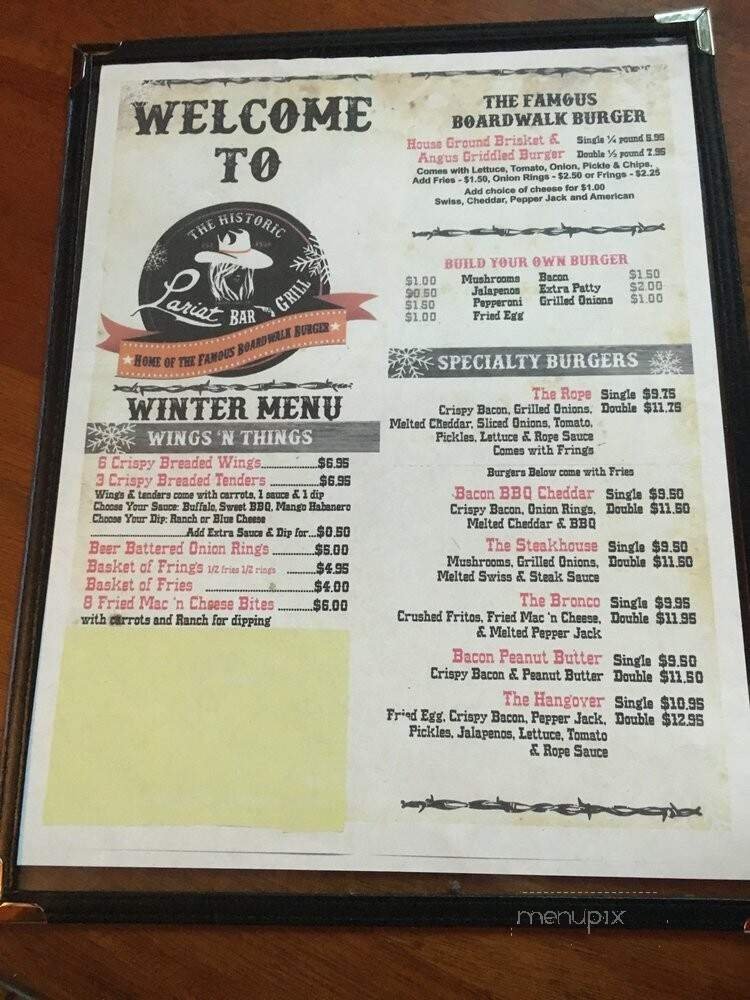 WELCOME
TO
THE HISTORIC
Lariat
BAR AND GRILL
HOME OF THE FAMOUS BOARDWALK BURGER
WINTER MENU
WINGS 'N THINGS
6 Crispy Breaded Wings..............$6.95
3 Crispy Breaded Tenders ...........$6.95
Wings & tenders come with carrots, 1 sauce & 1 dip
Choose Your Sauce: Buffalo, Sweet BBQ, Mango Habanero
Choose Your Dip: Ranch or Blue Cheese
.........................Add Extra Sauce & Dip for...$0.50
Beer Battered Onion Rings ...........$5.00
Basket of Fring's 1/2 fries 1/2 rings .......$4.95
Basket of Fries ............................$4.00
8 Fried Mac 'n Cheese Bites .........$6.00
with carrots and Ranch for dipping
THE FAMOUS
BOARDWALK BURGER
House Ground Brisket & Single ¼ pound 5.95
Angus Griddled Burger Double ½ pound 7.95
Comes with Lettuce, Tomato, Onion, Pickle & Chips.
Add Fries - $1.50, Onion Rings - $2.50 or Frings - $2.25
Add choice of cheese for $1.00
Swiss, Cheddar, Pepper Jack and American
BUILD YOUR OWN BURGER
$1.00 Mushrooms Bacon $1.50
$0.50 Jalapenos Extra Patty $2.00
$1.50 Pepperoni Grilled Onions $1.00
$1.00 Fried Egg
SPECIALTY BURGERS
The Rope Single $9.75
Crispy Bacon, Grilled Onions, Double $11.75
Melted Cheddar, Sliced Onions, Tomato,
Pickles, Lettuce & Rope Sauce
Comes with Fring's
Burgers Below come with Fries
Bacon BBQ Cheddar Single $9.50
Crispy Bacon, Onion Rings, Double $11.50
Melted Cheddar & BBQ
The Steakhouse Single $9.50
Mushrooms, Grilled Onions, Double $11.50
Melted Swiss & Steak Sauce
The Bronco Single $9.95
Crushed Fritos, Fried Mac 'n Cheese, Double $11.95
& Melted Pepper Jack
Bacon Peanut Butter Single $9.50
Crispy Bacon & Peanut Butter Double $11.50
The Hangover Single $10.95
Fried Egg, Crispy Bacon, Pepper Jack, Double $12.95
Pickles, Jalapenos, Lettuce, Tomato
& Rope Sauce
menupix